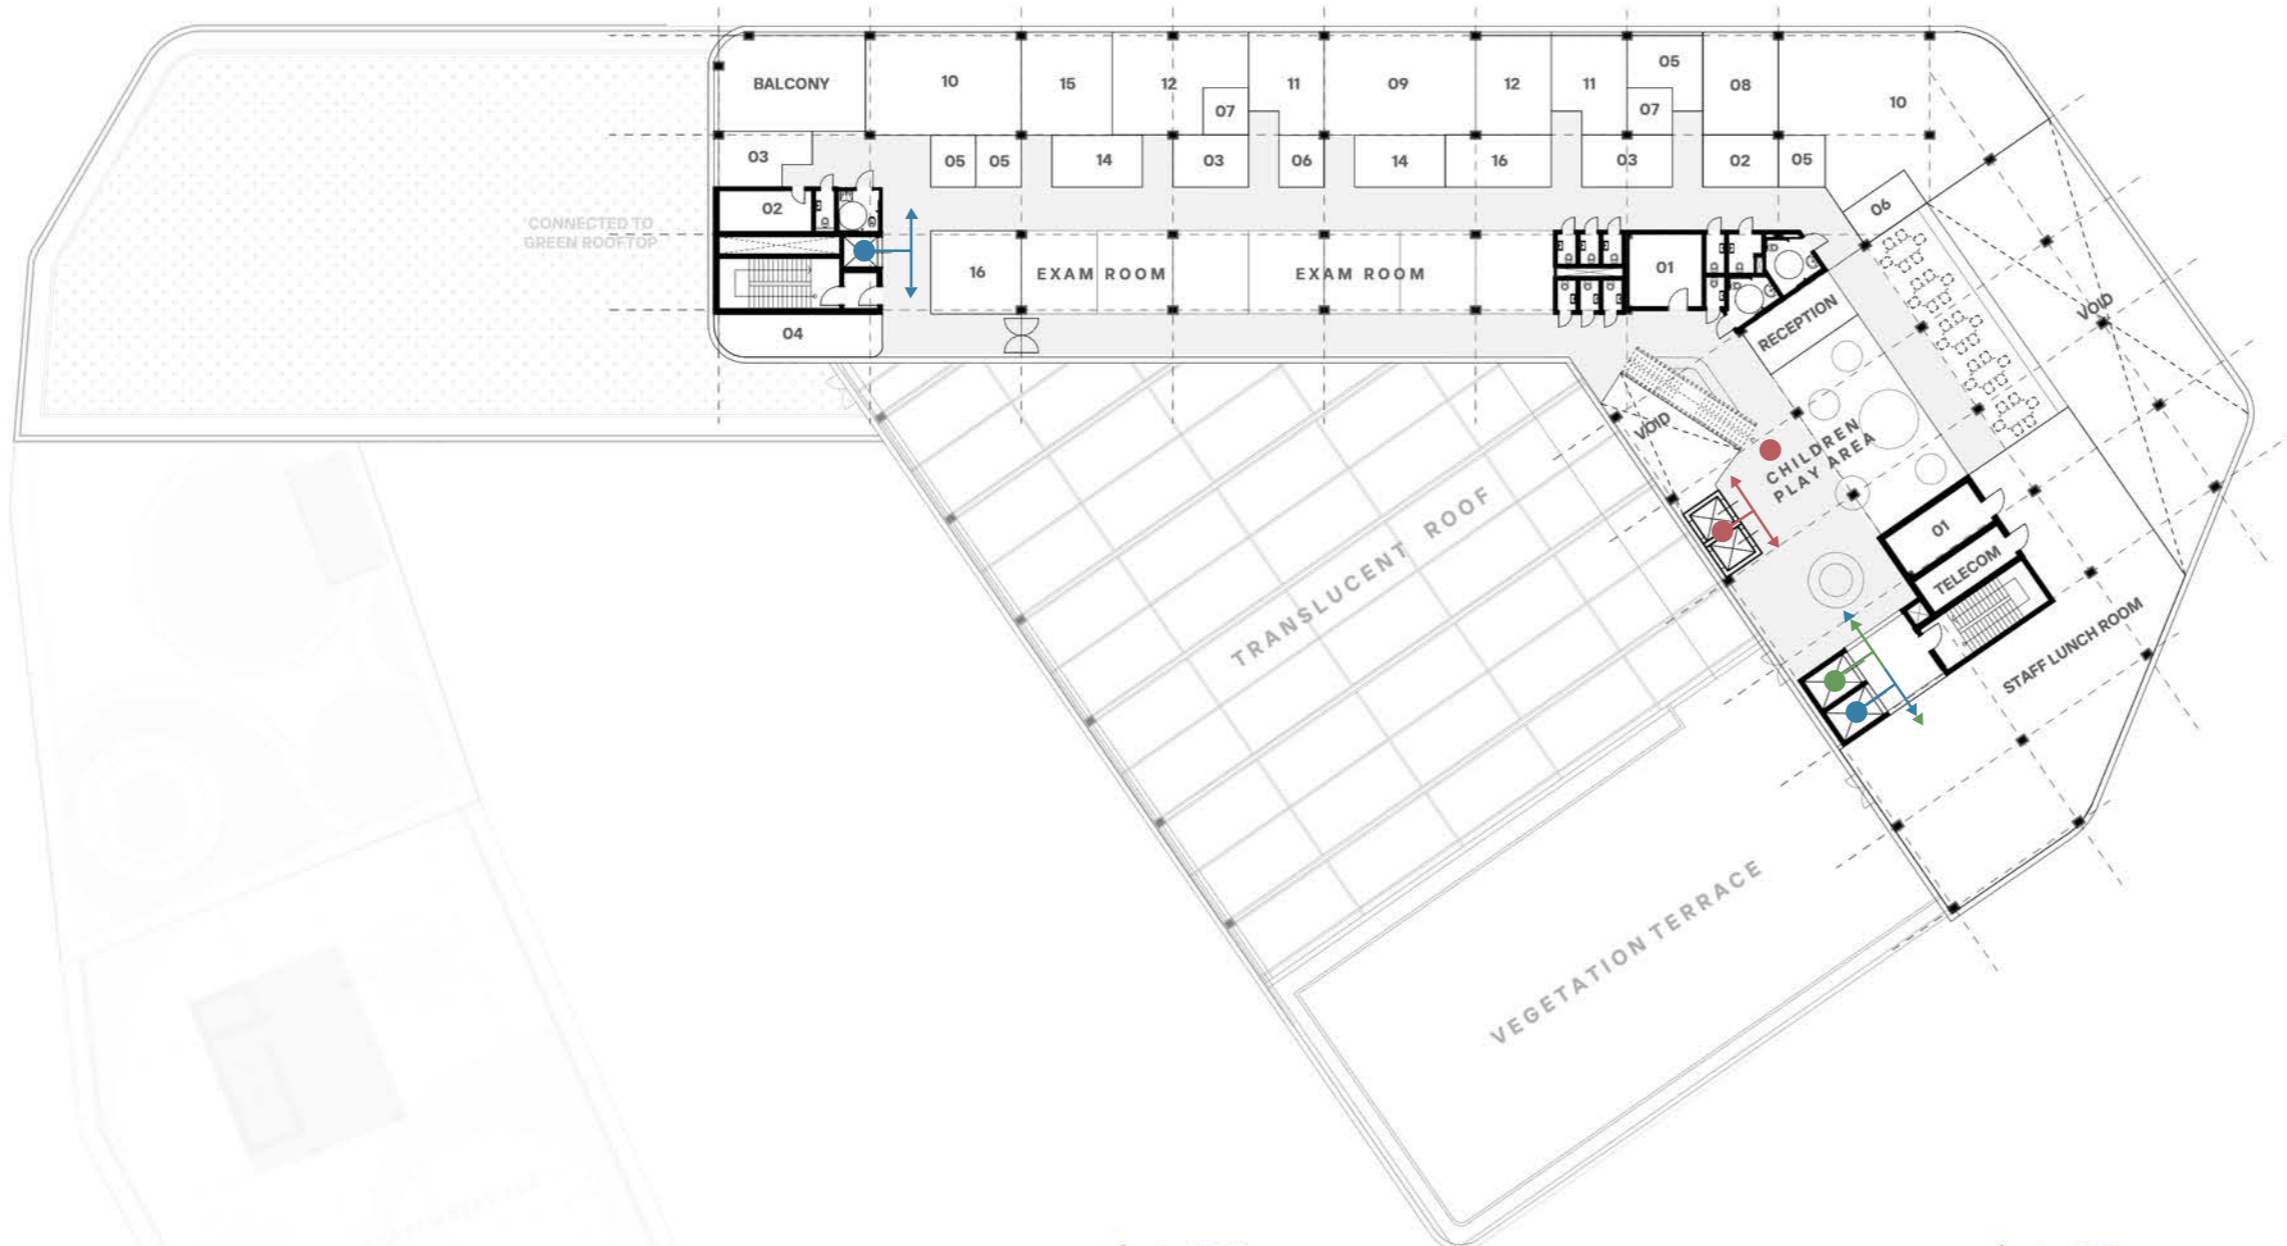 BALCONY
10
15
12
07
11
09
12
11
05
07
08
10
03
05
05
14
03
06
14
16
03
02
05
06
02
CONNECTED TO
GREEN ROOFTOP
16
EXAM ROOM
EXAM ROOM
01
04
RECEPTION
VOID
VOID
CHILDREN
PLAY AREA
01
TELECOM
STAFF LUNCH ROOM
TRANSLUCENT ROOF
VEGETATION TERRACE